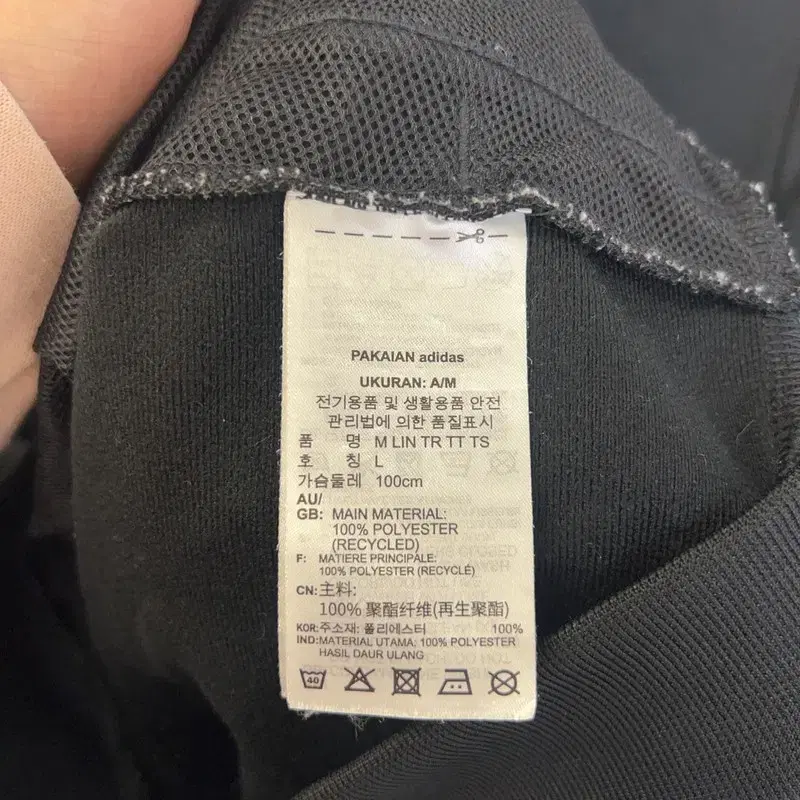 PAKAIAN adidas
UKURAN: A/M
전기용품 및 생활용품 안전
관리법에 의한 품질표시
품 명 M LIN TR TT TS
호 칭 L
가슴둘레 100cm
AU/
GB: MAIN MATERIAL:
100% POLYESTER
(RECYCLED)
F: MATIERE PRINCIPALE:
100% POLYESTER (RECYCLÉ)
CN: 主料:
100% 聚酯纤维(再生聚酯)
KOR: 주소재: 폴리에스터 100%
IND: MATERIAL UTAMA: 100% POLYESTER
HASIL DAUR ULANG
40